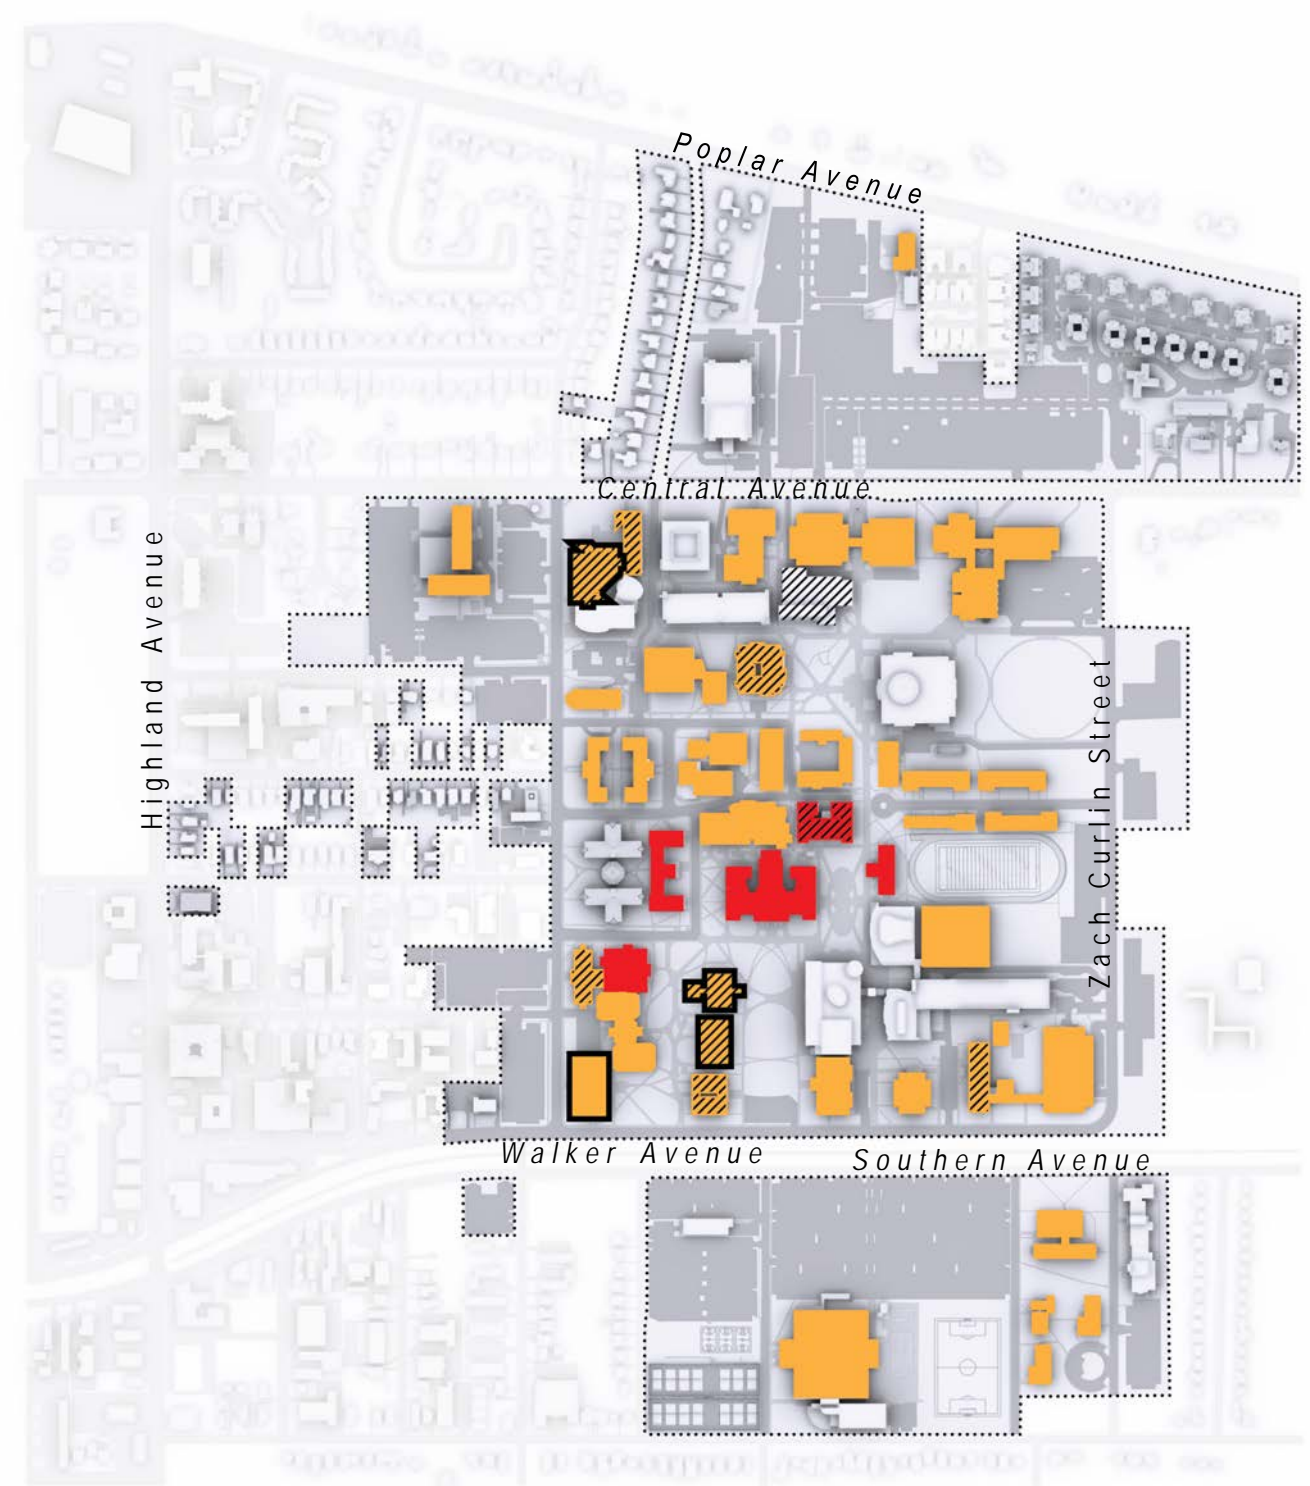 Poplar Avenue
Central Avenue
Highland Avenue
Zach Curlin Street
Walker Avenue
Southern Avenue